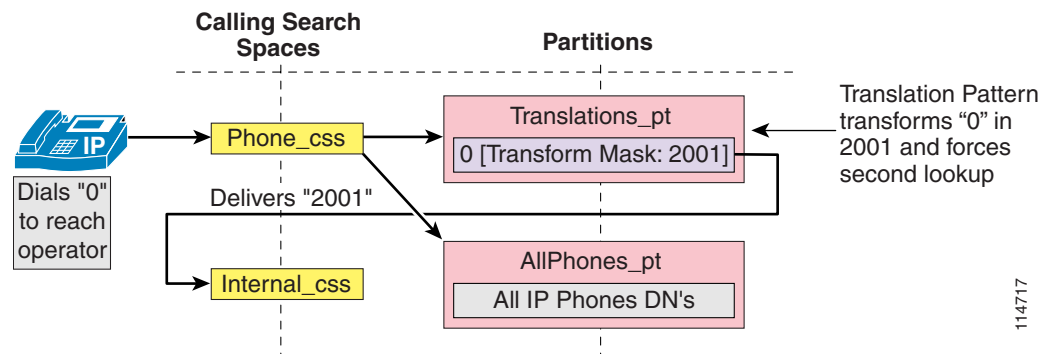 Calling Search
Spaces
Partitions
IP
Dials "0"
to reach
operator
Phone_css
Translations_pt
0 [Transform Mask: 2001]
Translation Pattern
transforms “0” in
2001 and forces
second lookup
Delivers "2001"
Internal_css
AllPhones_pt
All IP Phones DN's
114717